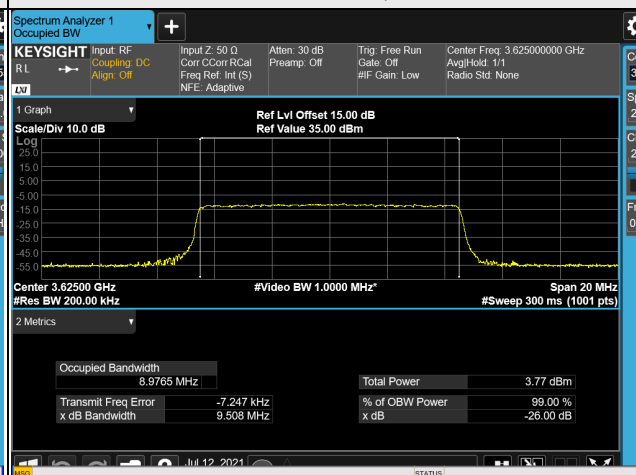 Spectrum Analyzer 1
Occupied BW
+
KEYSIGHT Input: RF Input Z: 50 Ω Atten: 30 dB Trig: Free Run Center Freq: 3.625000000 GHz
R L Coupling: DC Corr CCorr RCal Preamp: Off Gate: Off Avg|Hold: 1/1
Align: Off Freq Ref: Int (S) #IF Gain: Low Radio Std: None
LXI NFE: Adaptive
1 Graph
Ref Lvl Offset 15.00 dB
Scale/Div 10.0 dB Ref Value 35.00 dBm
Log
25.0
15.0
5.00
-5.00
-15.0
-25.0
-35.0
-45.0
-55.0
Center 3.62500 GHz #Video BW 1.0000 MHz* Span 20 MHz
#Res BW 200.00 kHz #Sweep 300 ms (1001 pts)
2 Metrics
Occupied Bandwidth
8.9765 MHz Total Power 3.77 dBm
Transmit Freq Error -7.247 kHz % of OBW Power 99.00 %
x dB Bandwidth 9.508 MHz x dB -26.00 dB
Jul 12, 2021
MSG STATUS